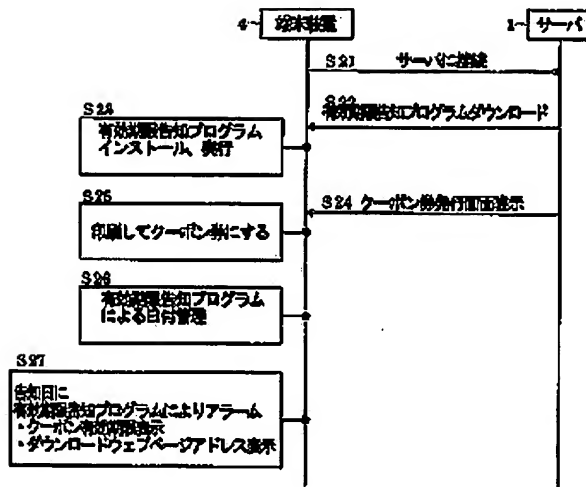 4 端末装置 1 サーバ
S21 サーバに接続
S22
有効期限告知プログラムダウンロード
S23
有効期限告知プログラム
インストール、実行
S24 クーポン券発行画面表示
S25
印刷してクーポン券にする
S26
有効期限告知プログラム
による日付管理
S27
告知日に
有効期限告知プログラムによりアラーム
・クーポン有効期限表示
・ダウンロードウェブページアドレス表示